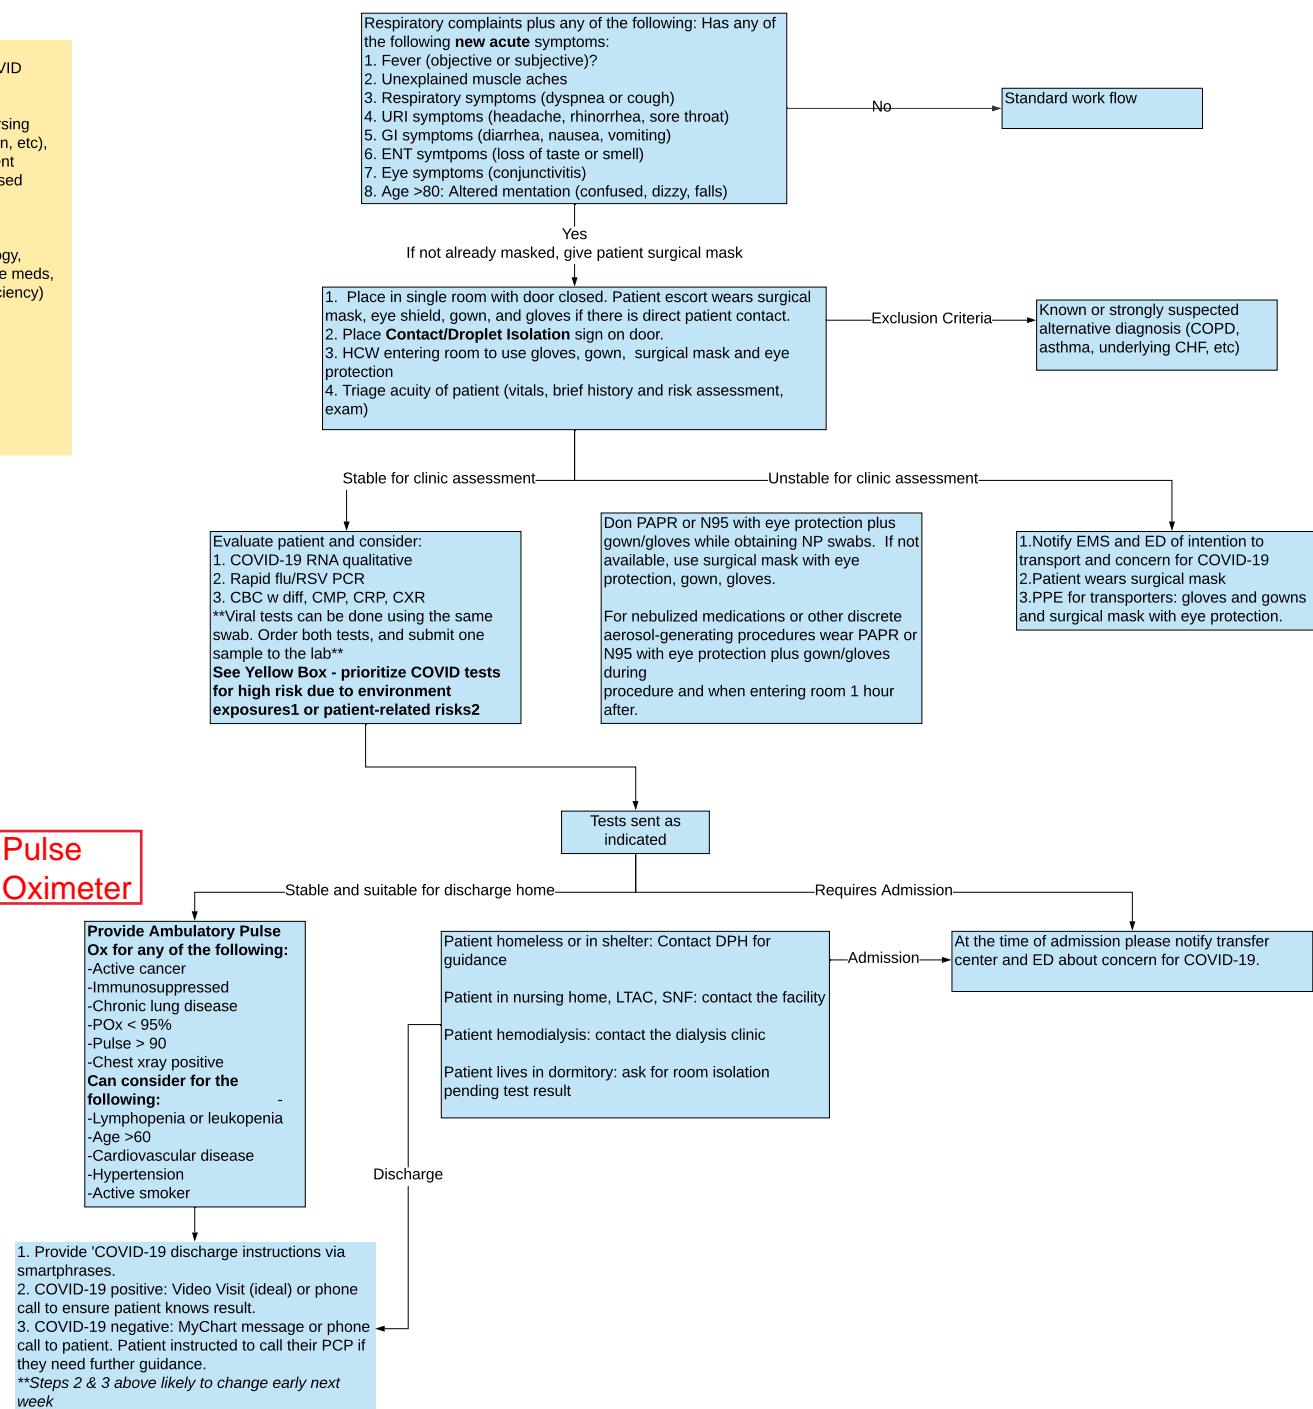 Respiratory complaints plus any of the following: Has any of
the following new acute symptoms:
1. Fever (objective or subjective)?
2. Unexplained muscle aches
3. Respiratory symptoms (dyspnea or cough)
4. URI symptoms (headache, rhinorrhea, sore throat)
5. GI symptoms (diarrhea, nausea, vomiting)
6. ENT symtpoms (loss of taste or smell)
7. Eye symptoms (conjunctivitis)
8. Age >80: Altered mentation (confused, dizzy, falls)
No
Standard work flow
etc),
meds,
Yes
If not already masked, give patient surgical mask
1.  Place in single room with door closed. Patient escort wears surgical
mask, eye shield, gown, and gloves if there is direct patient contact.
2. Place Contact/Droplet Isolation sign on door.
3. HCW entering room to use gloves, gown,  surgical mask and eye
protection
4. Triage acuity of patient (vitals, brief history and risk assessment,
exam)
Exclusion Criteria
Known or strongly suspected
alternative diagnosis (COPD,
asthma, underlying CHF, etc)
Stable for clinic assessment
Unstable for clinic assessment
Evaluate patient and consider:
1. COVID-19 RNA qualitative
2. Rapid flu/RSV PCR
3. CBC w diff, CMP, CRP, CXR
**Viral tests can be done using the same
swab. Order both tests, and submit one
sample to the lab**
See Yellow Box - prioritize COVID tests
for high risk due to environment
exposures1 or patient-related risks2
Don PAPR or N95 with eye protection plus
gown/gloves while obtaining NP swabs.  If not
available, use surgical mask with eye
protection, gown, gloves.
For nebulized medications or other discrete
aerosol-generating procedures wear PAPR or
N95 with eye protection plus gown/gloves
during
procedure and when entering room 1 hour
after.
1.Notify EMS and ED of intention to
transport and concern for COVID-19
2.Patient wears surgical mask
3.PPE for transporters: gloves and gowns
and surgical mask with eye protection.
Tests sent as
indicated
Pulse
Oximeter
Stable and suitable for discharge home
Requires Admission
Provide Ambulatory Pulse
Ox for any of the following:
-Active cancer
-Immunosuppressed
-Chronic lung disease
-POx < 95%
-Pulse > 90
-Chest xray positive
Can consider for the
following: -
-Lymphopenia or leukopenia
-Age >60
-Cardiovascular disease
-Hypertension
-Active smoker
Patient homeless or in shelter: Contact DPH for
guidance
Patient in nursing home, LTAC, SNF: contact the facility
Patient hemodialysis: contact the dialysis clinic
Patient lives in dormitory: ask for room isolation
pending test result
Admission
At the time of admission please notify transfer
center and ED about concern for COVID-19.
Discharge
1. Provide 'COVID-19 discharge instructions via
smartphrases.
2. COVID-19 positive: Video Visit (ideal) or phone
call to ensure patient knows result.
3. COVID-19 negative: MyChart message or phone
call to patient. Patient instructed to call their PCP if
they need further guidance.
**Steps 2 & 3 above likely to change early next
week